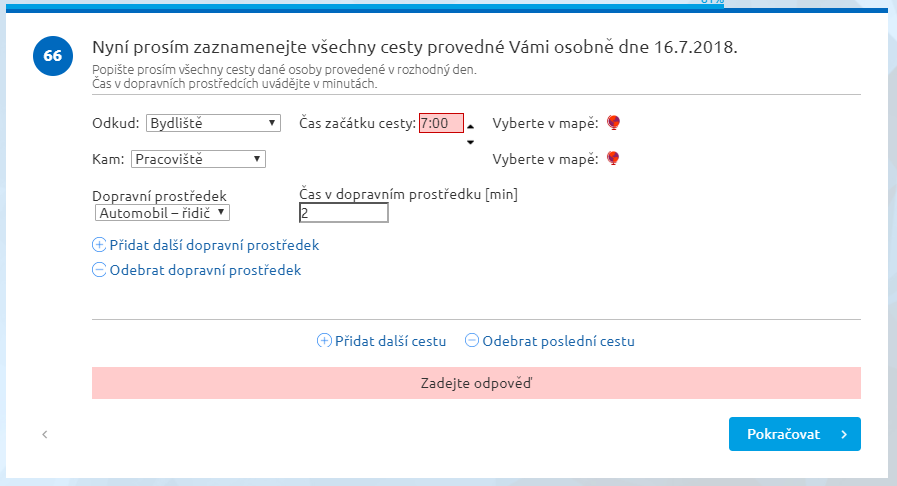 66
Nyní prosím zaznamenejte všechny cesty provedné Vámi osobně dne 16.7.2018.
Popište prosím všechny cesty dané osoby provedené v rozhodný den.
Čas v dopravních prostředcích uvádějte v minutách.
Odkud: Bydliště Čas začátku cesty: 7:00 Vyberte v mapě:
Kam: Pracoviště Vyberte v mapě:
Dopravní prostředek Čas v dopravním prostředku [min]
Automobil – řidič 2
Přidat další dopravní prostředek
Odebrat dopravní prostředek
Přidat další cestu Odebrat poslední cestu
Zadejte odpověď
Pokračovat